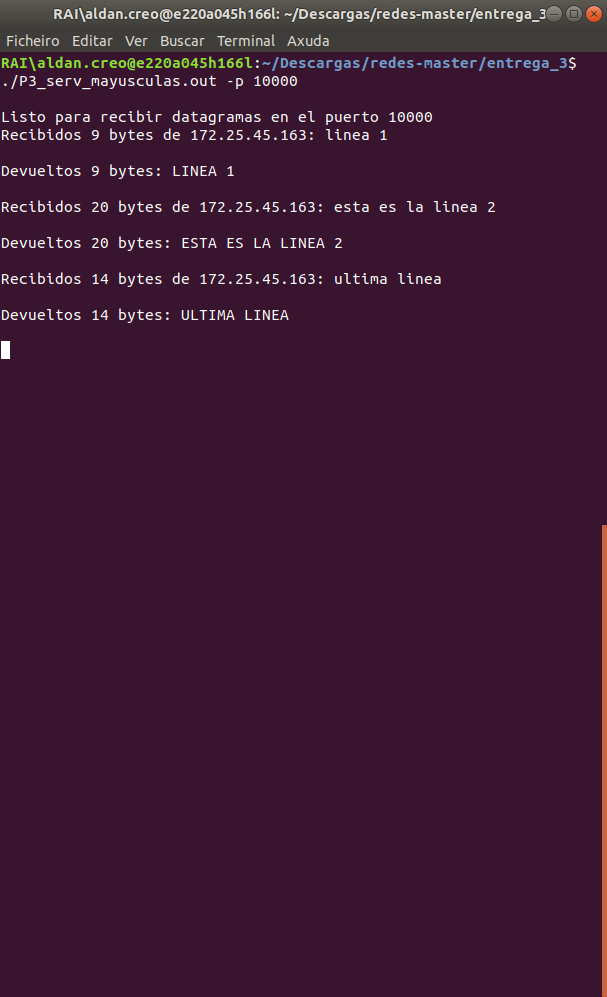 RAI\aldan.creo@e220a045h166l: ~/Descargas/redes-master/entrega_3
Ficheiro Editar Ver Buscar Terminal Axuda
RAI\aldan.creo@e220a045h166l:~/Descargas/redes-master/entrega_3$
./P3_serv_mayusculas.out -p 10000
Listo para recibir datagramas en el puerto 10000
Recibidos 9 bytes de 172.25.45.163: linea 1
Devueltos 9 bytes: LINEA 1
Recibidos 20 bytes de 172.25.45.163: esta es la linea 2
Devueltos 20 bytes: ESTA ES LA LINEA 2
Recibidos 14 bytes de 172.25.45.163: ultima linea
Devueltos 14 bytes: ULTIMA LINEA